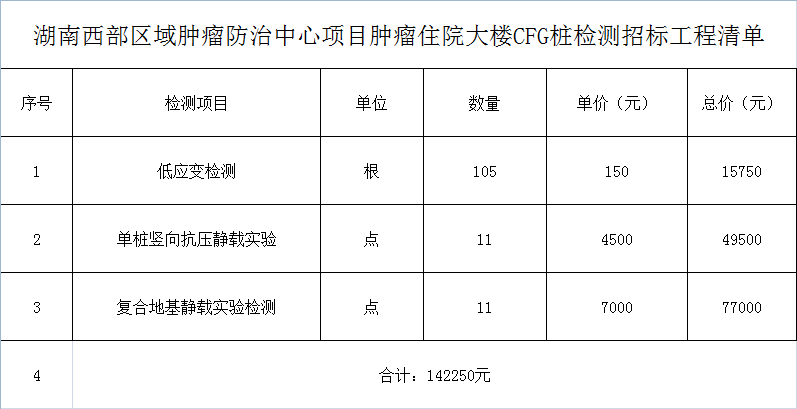 湖南西部区域肿瘤防治中心项目肿瘤住院大楼CFG桩检测招标工程清单
序号 检测项目 单位 数量 单价（元） 总价（元）
1 低应变检测 根 105 150 15750
2 单桩竖向抗压静载实验 点 11 4500 49500
3 复合地基静载实验检测 点 11 7000 77000
4 合计：142250元